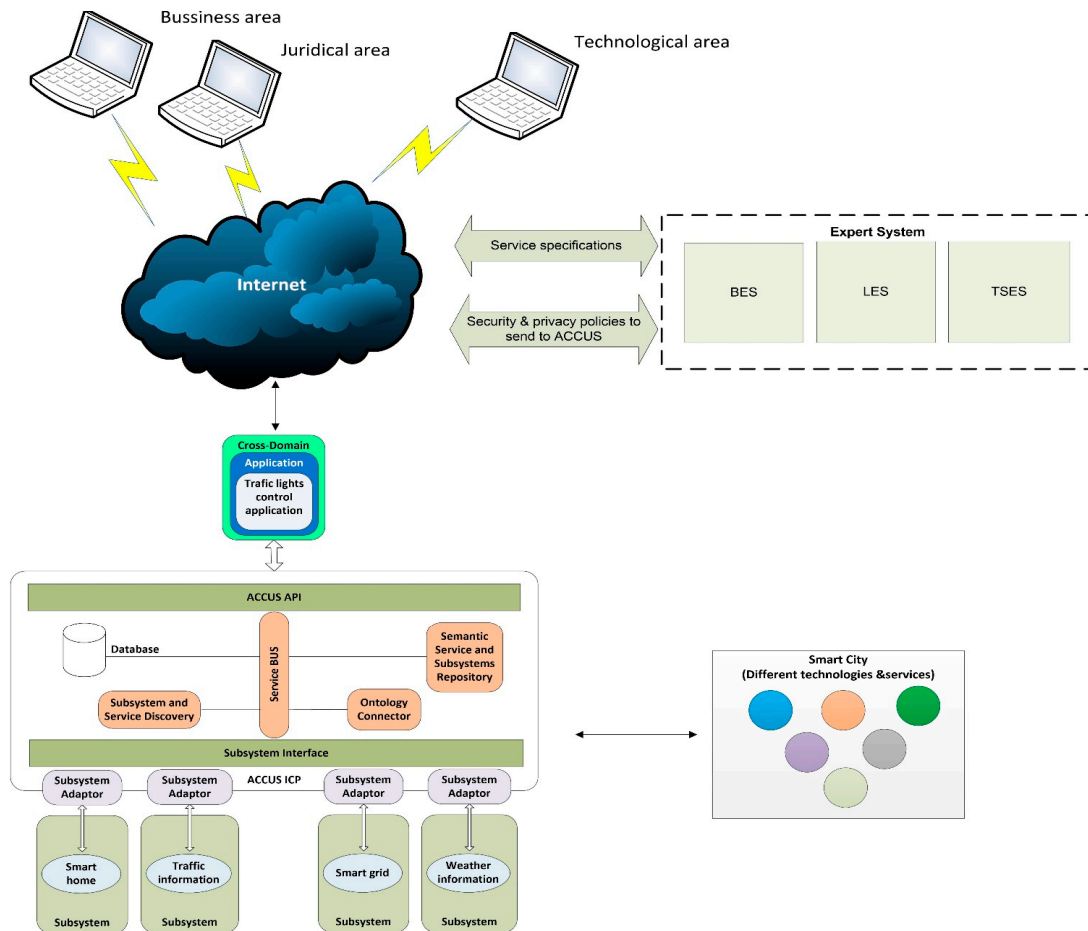 Bussiness area
Juridical area
Technological area
Internet
Service specifications
Security & privacy policies to
send to ACCUS
Expert System
BES
LES
TSES
Cross-Domain
Application
Trafic lights
control
application
ACCUS API
Database
Service BUS
Semantic
Service and
Subsystems
Repository
Subsystem and
Service Discovery
Ontology
Connector
Subsystem Interface
ACCUS ICP
Subsystem
Adaptor
Subsystem
Adaptor
Subsystem
Adaptor
Subsystem
Adaptor
Smart
home
Subsystem
Traffic
information
Subsystem
Smart grid
Subsystem
Weather
information
Subsystem
Smart City
(Different technologies &services)